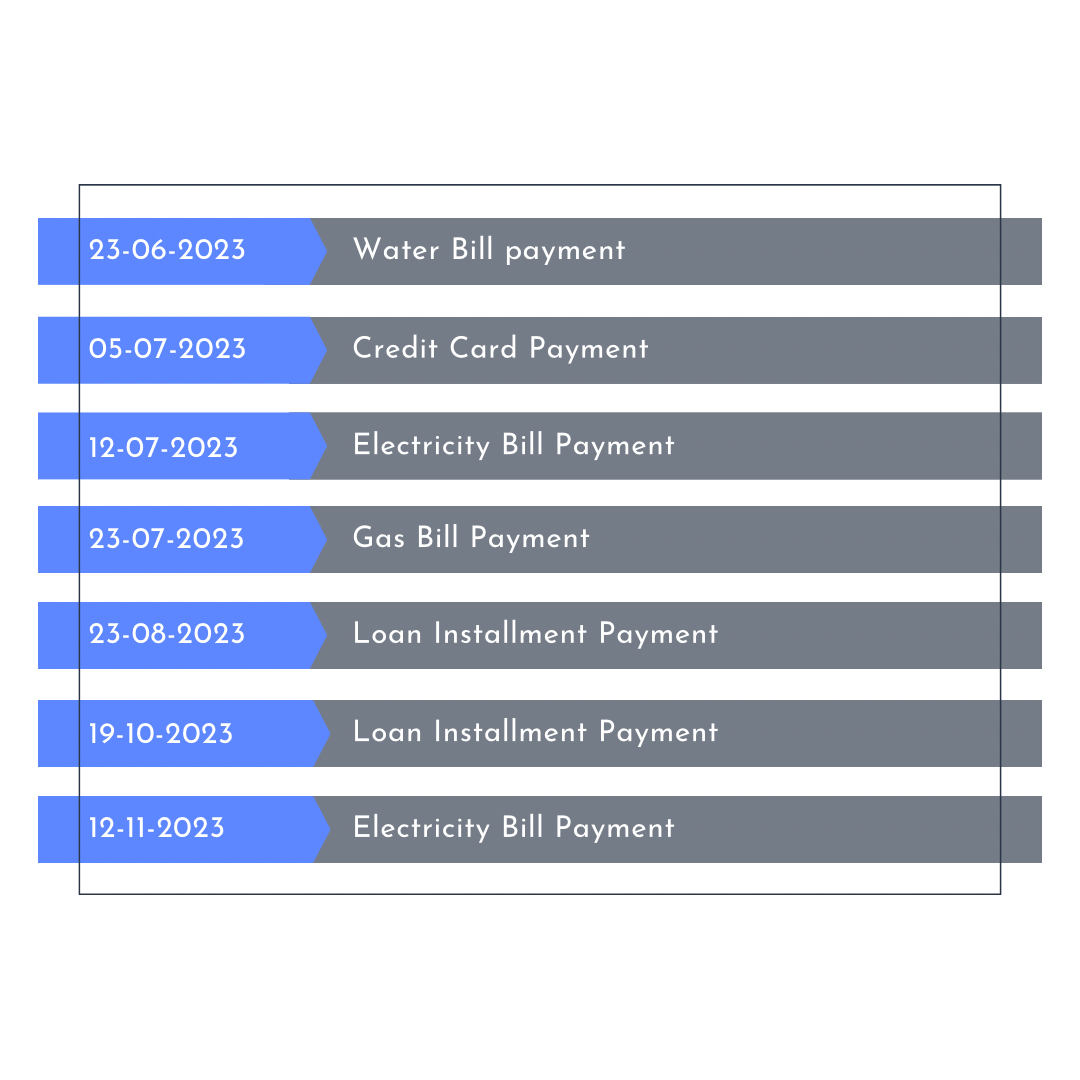 23-06-2023 Water Bill payment
05-07-2023 Credit Card Payment
12-07-2023 Electricity Bill Payment
23-07-2023 Gas Bill Payment
23-08-2023 Loan Installment Payment
19-10-2023 Loan Installment Payment
12-11-2023 Electricity Bill Payment